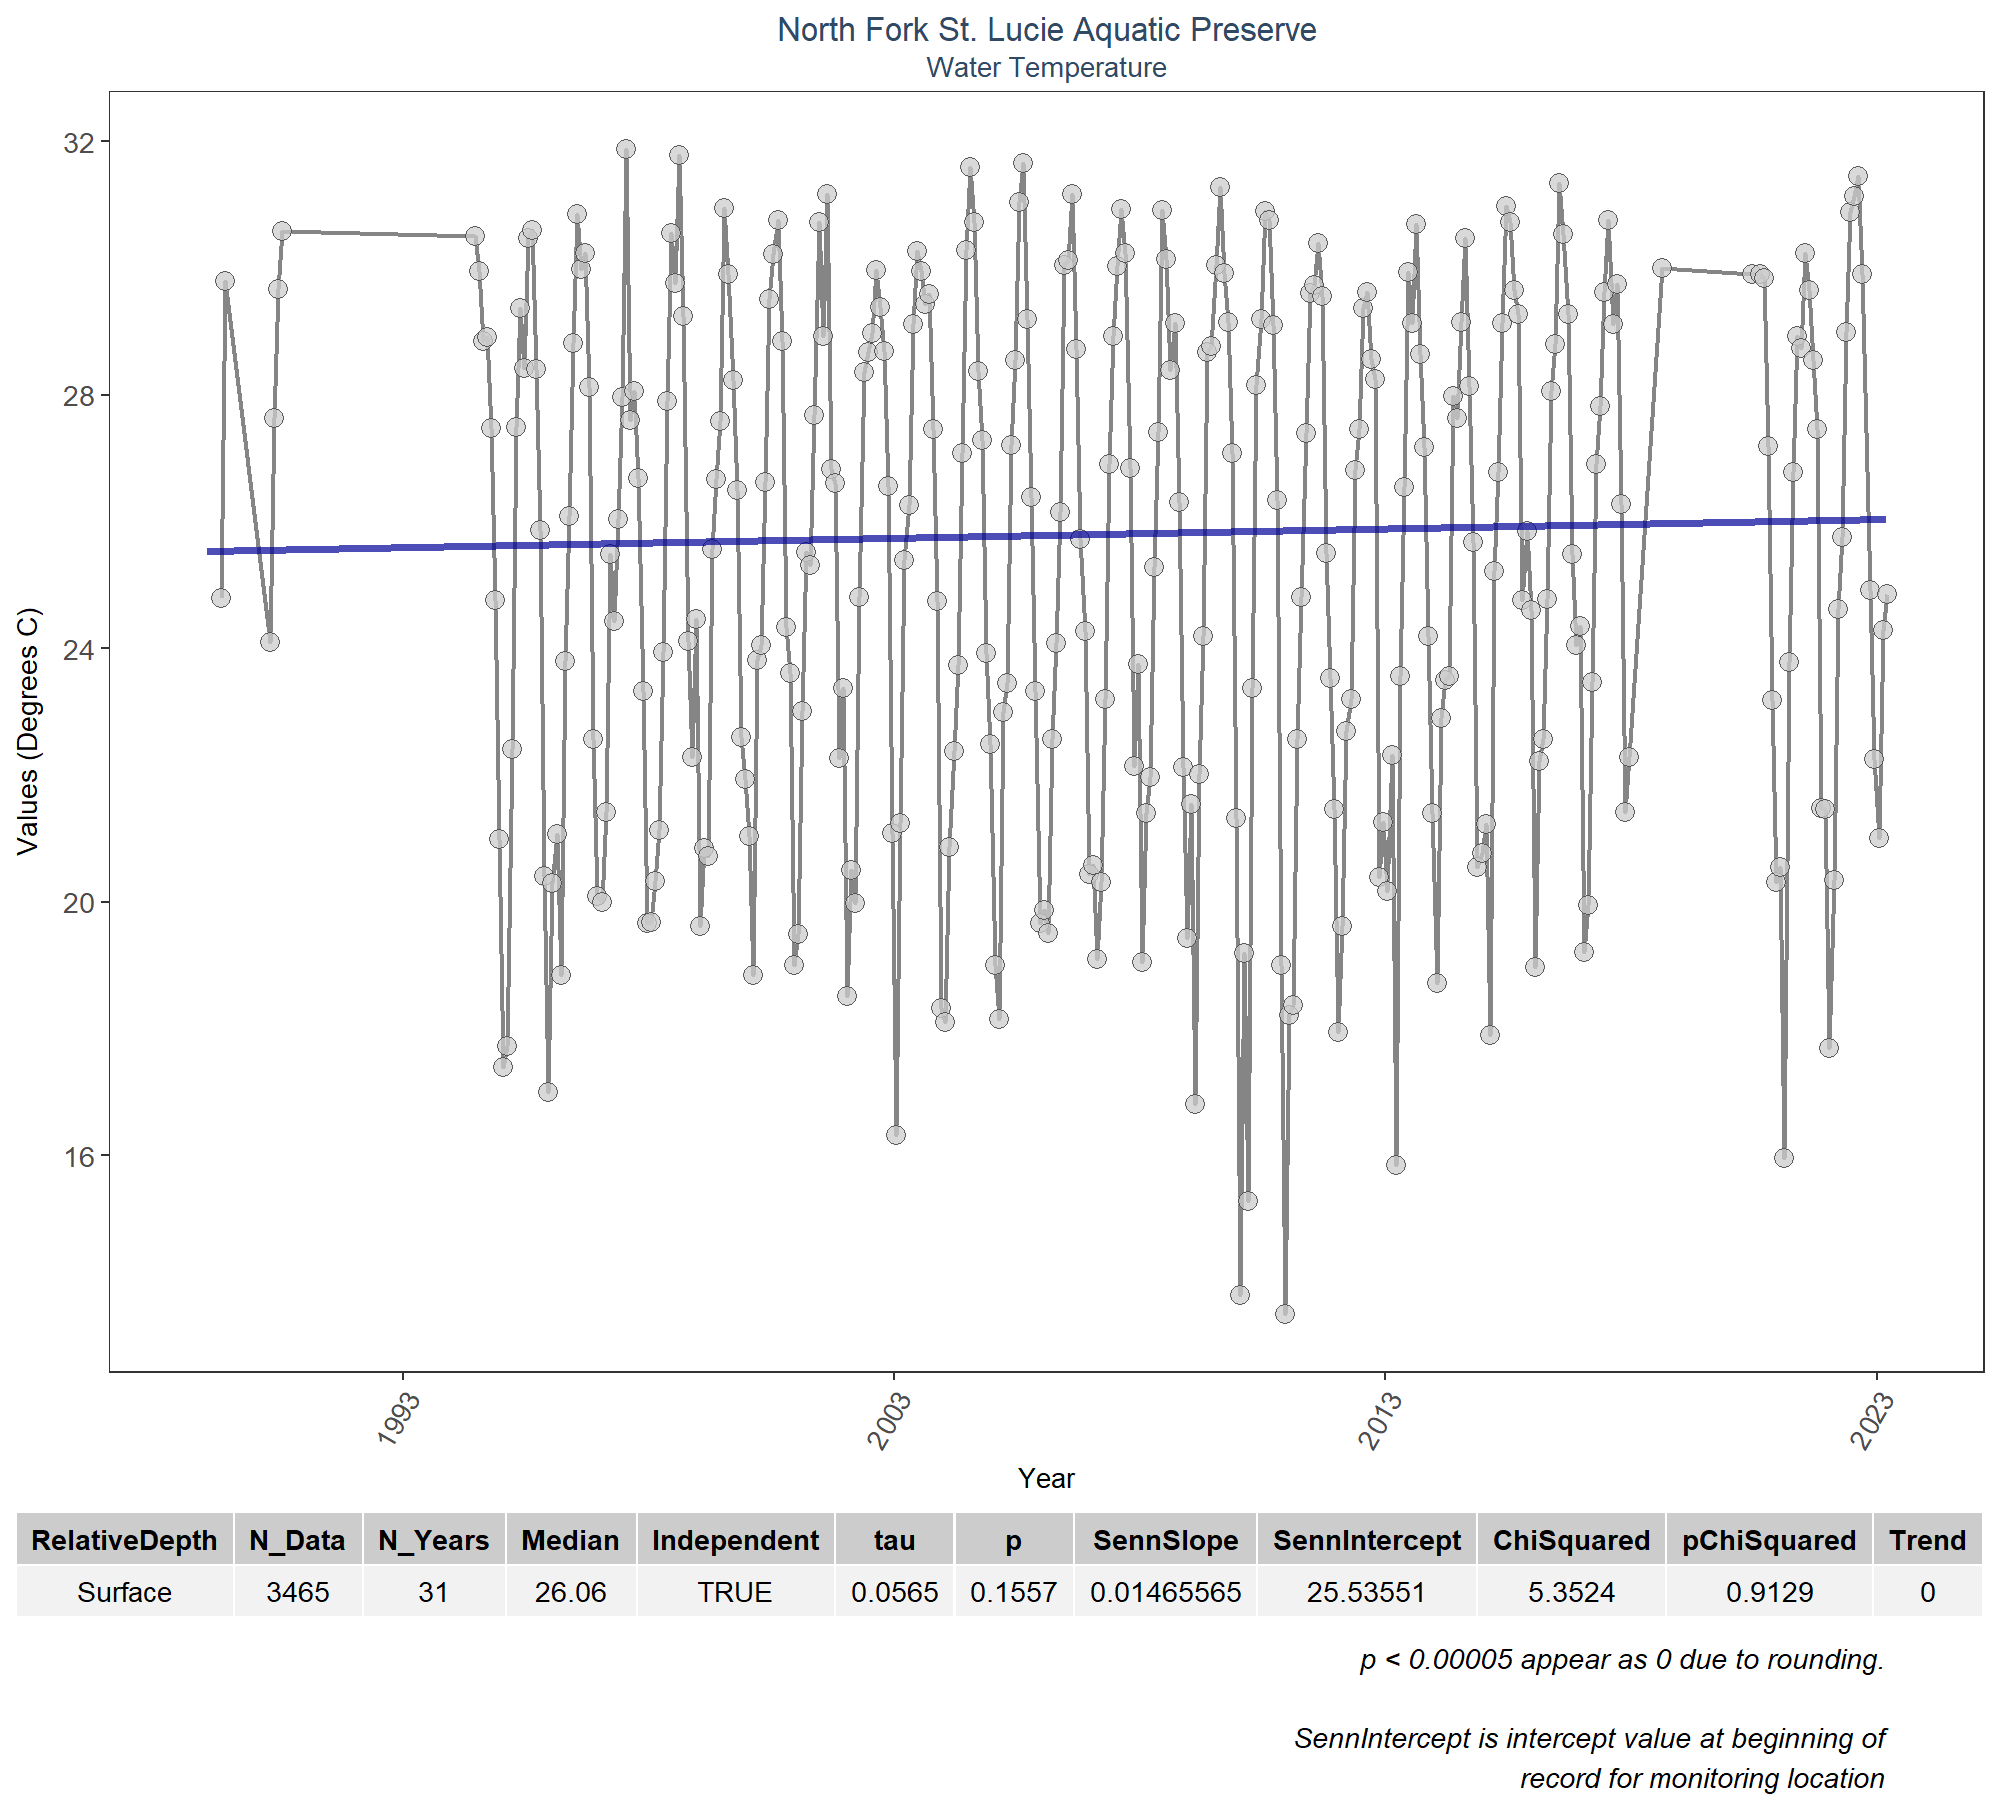 North Fork St. Lucie Aquatic Preserve
Water Temperature
Values (Degrees C)
32
28
24
20
16
1993
2003
2013
2023
Year
RelativeDepth N_Data N_Years Median Independent tau p SennSlope SennIntercept ChiSquared pChiSquared Trend
Surface 3465 31 26.06 TRUE 0.0565 0.1557 0.01465565 25.53551 5.3524 0.9129 0
p < 0.00005 appear as 0 due to rounding.
SennIntercept is intercept value at beginning of
record for monitoring location